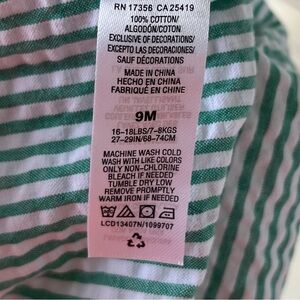 RN 17356 CA 25419
100% COTTON/
ALGODÓN/COTON
EXCLUSIVE OF DECORATIONS/
EXCEPTO LAS DECORACIONES/
SAUF DÉCORATIONS
MADE IN CHINA
HECHO EN CHINA
FABRIQUÉ EN CHINE
9M
16-18LBS/7-8KGS
27-29IN/68-74CM
MACHINE WASH COLD
WASH WITH LIKE COLORS
ONLY NON-CHLORINE
BLEACH IF NEEDED
TUMBLE DRY LOW
REMOVE PROMPTLY
WARM IRON IF NEEDED
LCD13407N/1099707